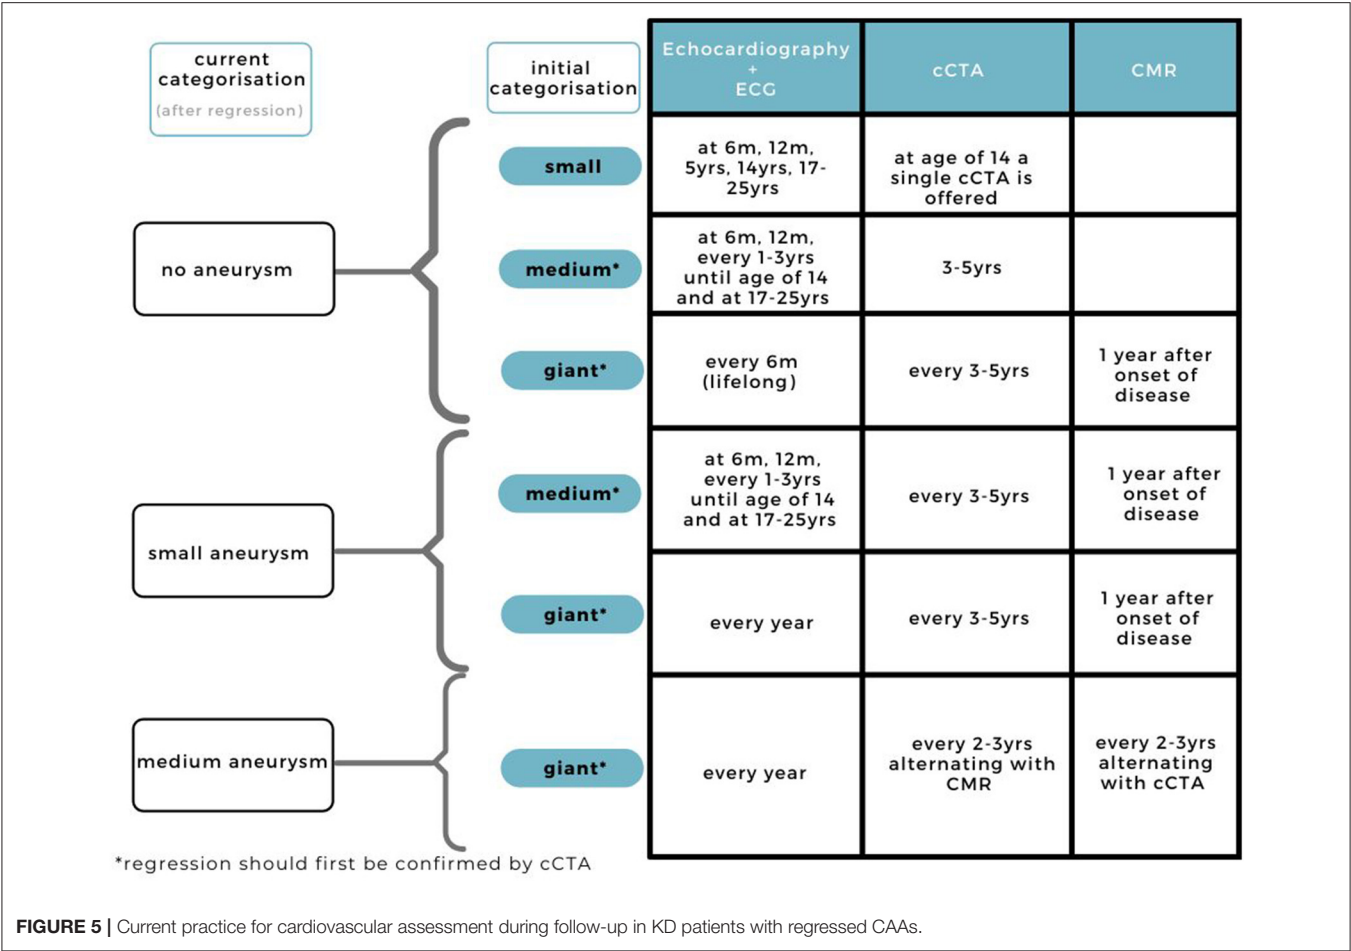 current
categorisation
(after regression)
initial
categorisation
Echocardiography
+
ECG
cCTA
CMR
no aneurysm
small
at 6m, 12m,
5yrs, 14yrs, 17-
25yrs
at age of 14 a
single cCTA is
offered
medium*
at 6m, 12m,
every 1-3yrs
until age of 14
and at 17-25yrs
3-5yrs
giant*
every 6m
(lifelong)
every 3-5yrs
1 year after
onset of
disease
small aneurysm
medium*
at 6m, 12m,
every 1-3yrs
until age of 14
and at 17-25yrs
every 3-5yrs
1 year after
onset of
disease
giant*
every year
every 3-5yrs
1 year after
onset of
disease
medium aneurysm
giant*
every year
every 2-3yrs
alternating with
CMR
every 2-3yrs
alternating
with cCTA
*regression should first be confirmed by cCTA
FIGURE 5 | Current practice for cardiovascular assessment during follow-up in KD patients with regressed CAAs.